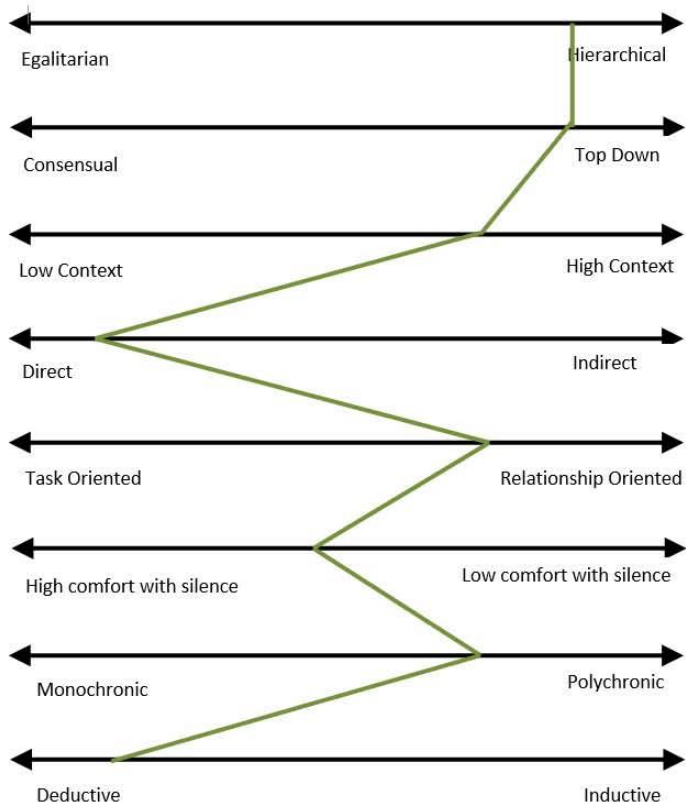 Egalitarian
Hierarchical
Consensual
Top Down
Low Context
High Context
Direct
Indirect
Task Oriented
Relationship Oriented
High comfort with silence
Low comfort with silence
Monochronic
Polychronic
Deductive
Inductive